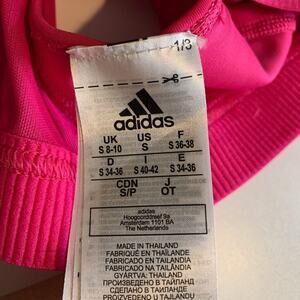 1/3
adidas
UK US F
S 8-10 S S 36-38
D I E
S 34-36 S 40-42 S 34-36
CDN J
S/P OT
adidas
Hoogoorddreef 9a
Amsterdam 1101 BA
The Netherlands
MADE IN THAILAND
FABRIQUÉ EN THAÏLANDE
FABRICADO EN TAILANDIA
FABRICADO NA TAILÂNDIA
GYÁRTVA: THAIFÖLD
ПРОИЗВЕДЕНО В ТАЙЛАНД
СДЕЛАНО В ТАИЛАНДЕ
PROIZVEDENO U TAJLANDU